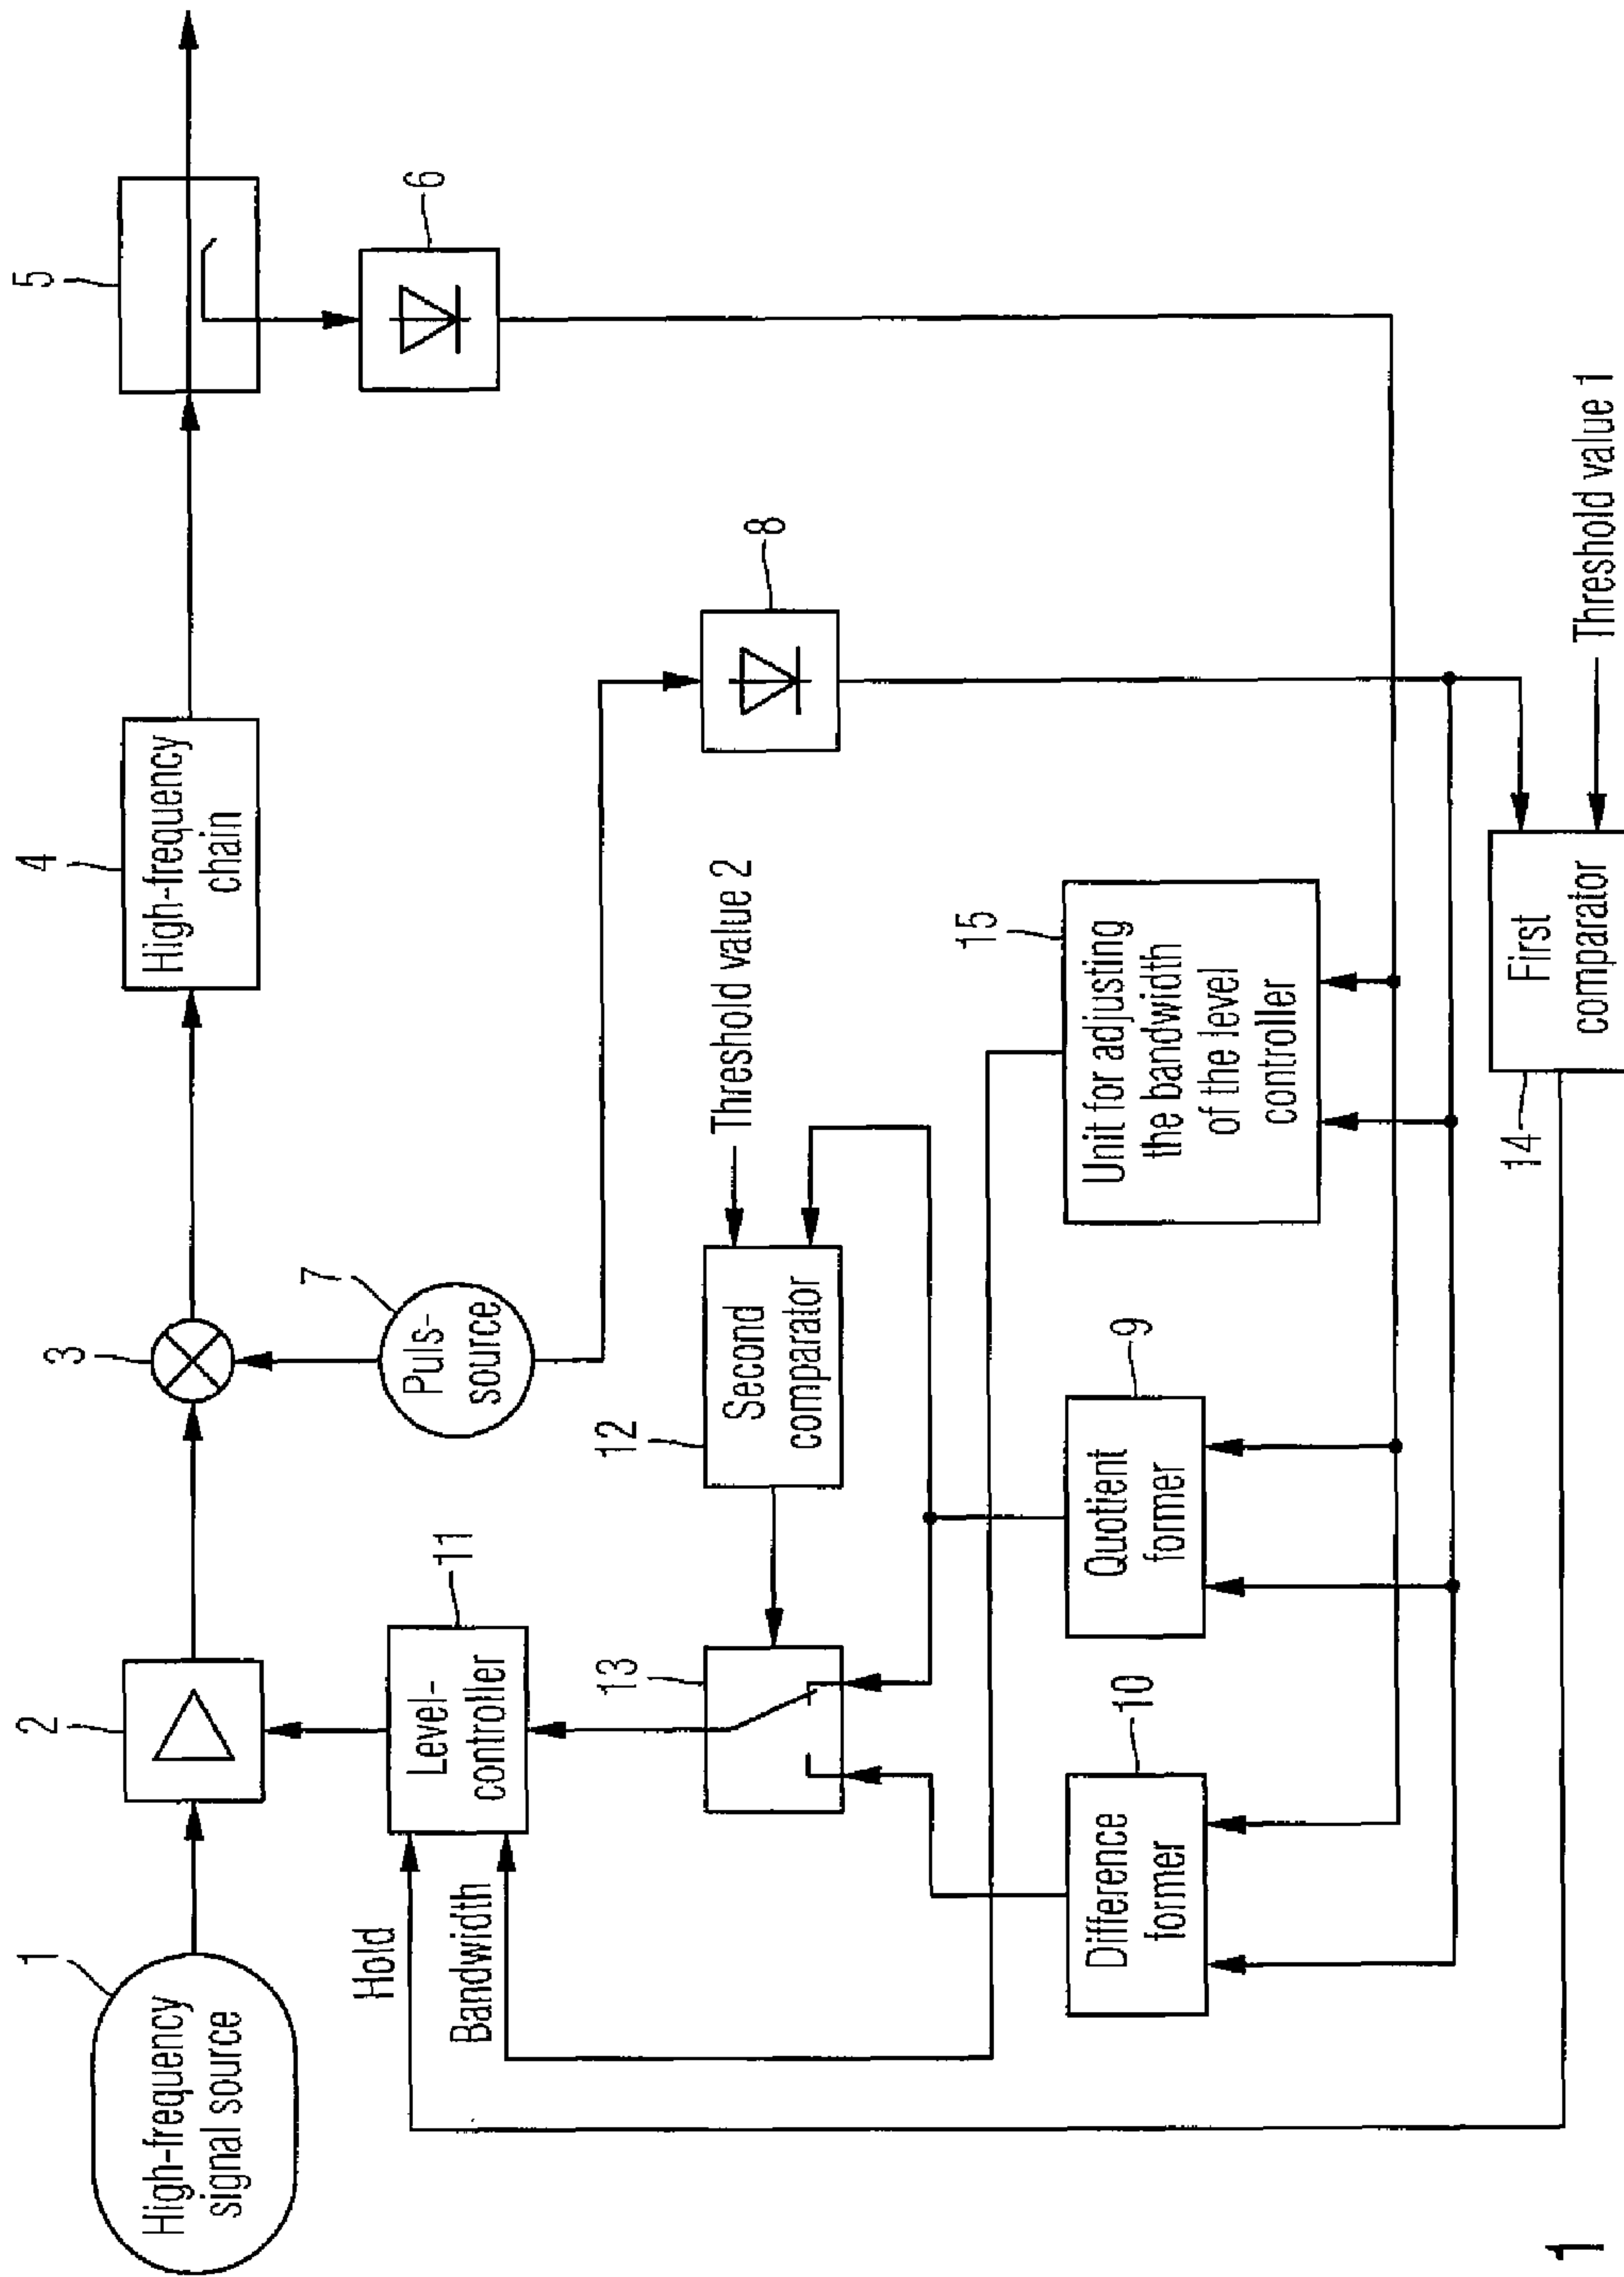 1
High-frequency
signal source
2
3
4
High-frequency
chain
5
6
7
Puls-
source
8
Hold
Bandwidth
Level-
controller
11
13
12
Second
comparator
Threshold value 2
Difference
former
10
Quotient
former
9
15
Unit for adjusting
the bandwidth
of the level
controller
14
First
comparator
Threshold value 1
1